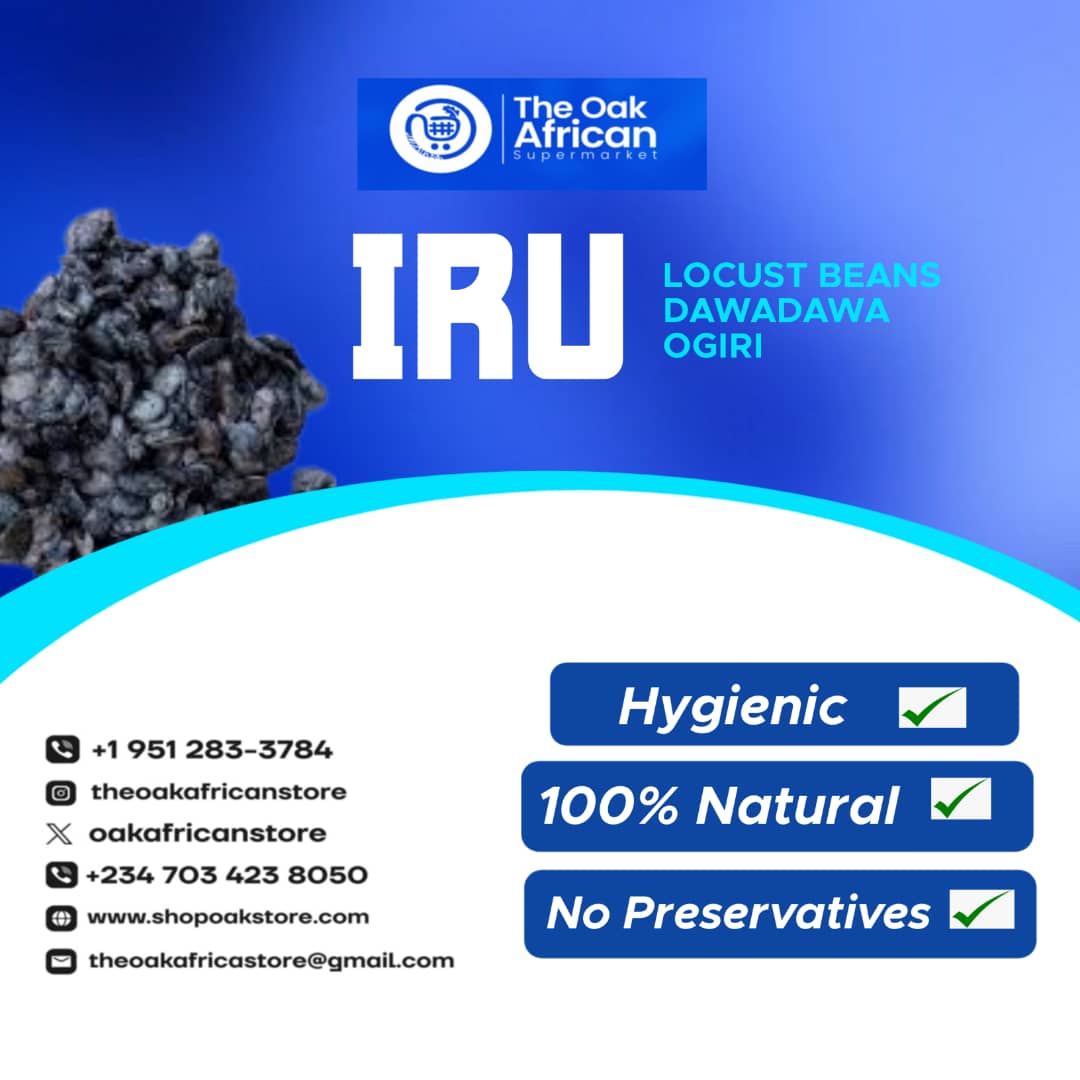 The Oak
African
Supermarket
IRU
LOCUST BEANS
DAWADAWA
OGIRI
Hygienic
100% Natural
No Preservatives
+1 951 283-3784
theoakafricanstore
oakafricanstore
+234 703 423 8050
www.shopoakstore.com
theoakafricastore@gmail.com